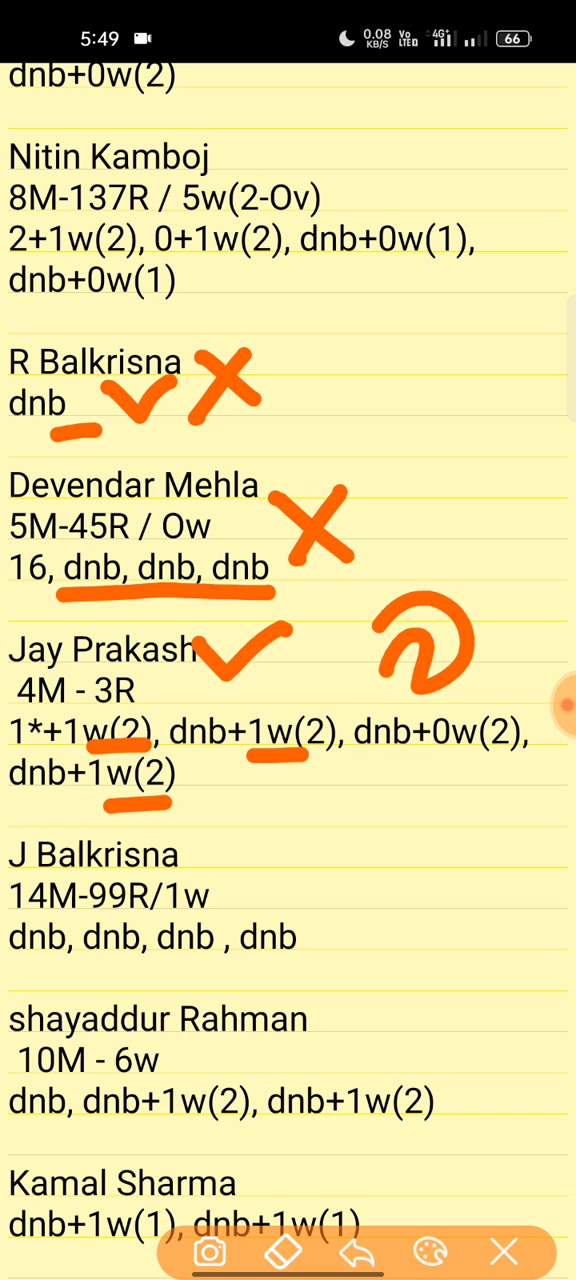 5:49
0.08 KB/S Vo LTE D 4G+ 66
dnb+0w(2)
Nitin Kamboj
8M-137R / 5w(2-Ov)
2+1w(2), 0+1w(2), dnb+0w(1),
dnb+0w(1)
R Balkrisna
dnb
Devendar Mehla
5M-45R / Ow
16, dnb, dnb, dnb
Jay Prakash
4M - 3R
1*+1w(2), dnb+1w(2), dnb+0w(2),
dnb+1w(2)
J Balkrisna
14M-99R/1w
dnb, dnb, dnb , dnb
shayaddur Rahman
10M - 6w
dnb, dnb+1w(2), dnb+1w(2)
Kamal Sharma
dnb+1w(1), dnb+1w(1)